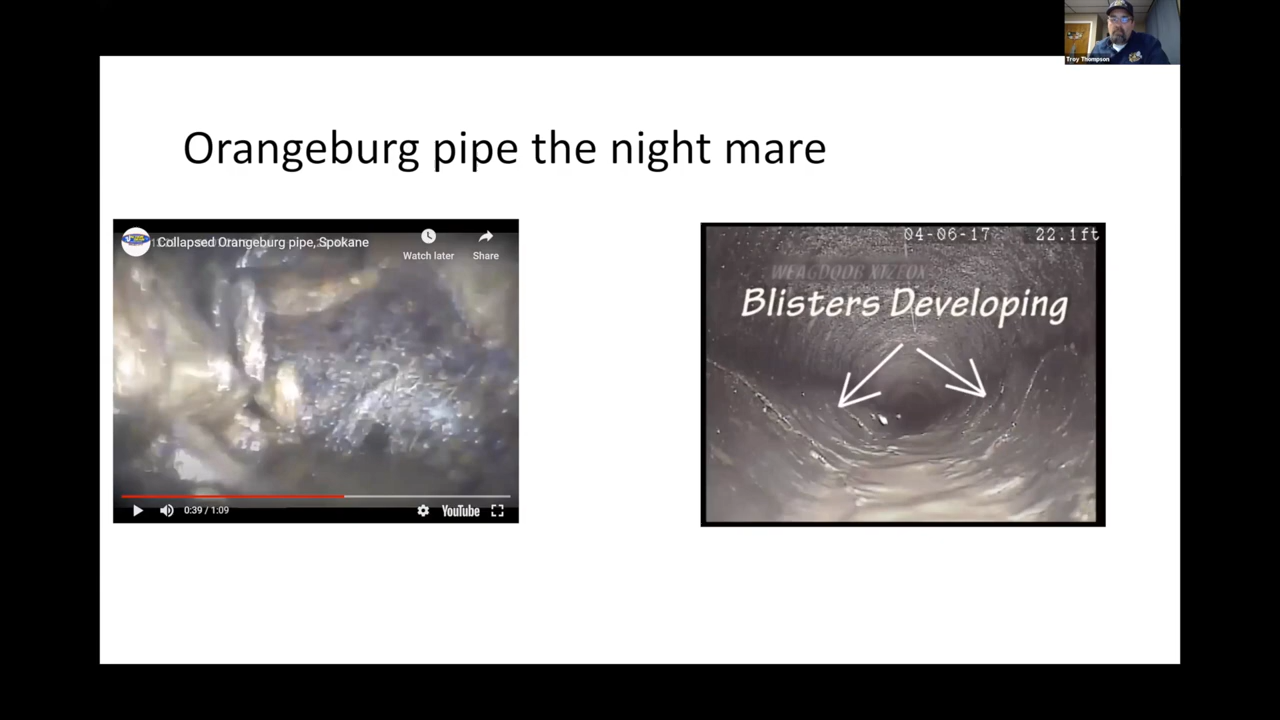 Troy Thompson
Orangeburg pipe the night mare
Collapsed Orangeburg pipe, Spokane
Watch later
Share
0:39 / 1:09
YouTube
04-06-17 22.1ft
Blisters Developing